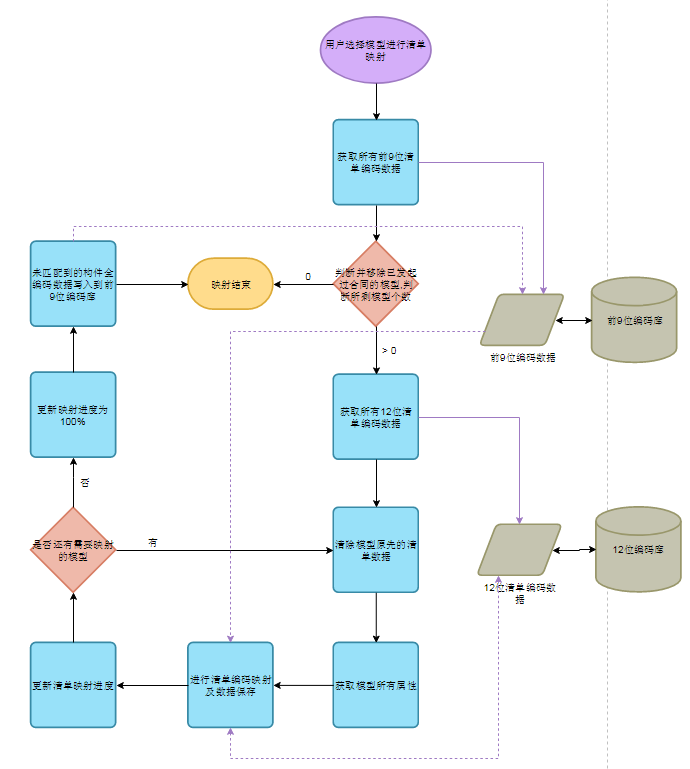 用户选择模型进行清单
映射
获取所有前9位清
单编码数据
未匹配到的构件全
编码数据写入到前
9位编码库
映射结束
0
判断并移除已发起
过合同的模型,判
断所剩模型个数
前9位编码库
前9位编码数据
> 0
更新映射进度为
100%
获取所有12位清
单编码数据
否
是否还有需要映射
的模型
有
清除模型原先的清
单数据
12位编码库
12位清单编码数
据
更新清单映射进度
进行清单编码映射
及数据保存
获取模型所有属性